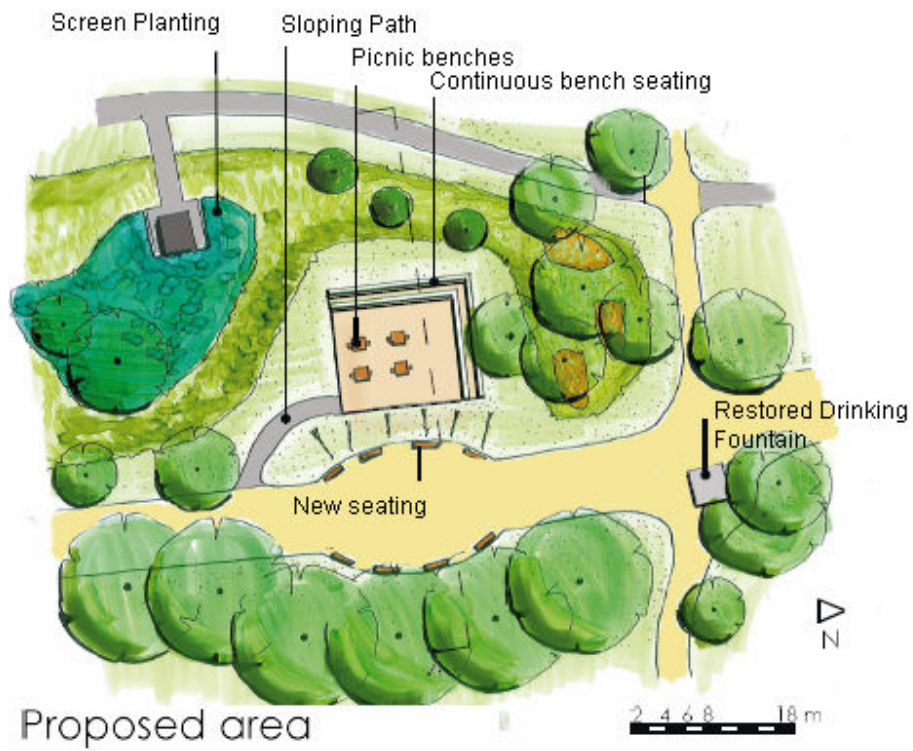 Screen Planting
Sloping Path
Picnic benches
Continuous bench seating
Restored Drinking
Fountain
New seating
N
Proposed area
2 4 6 8 18 m